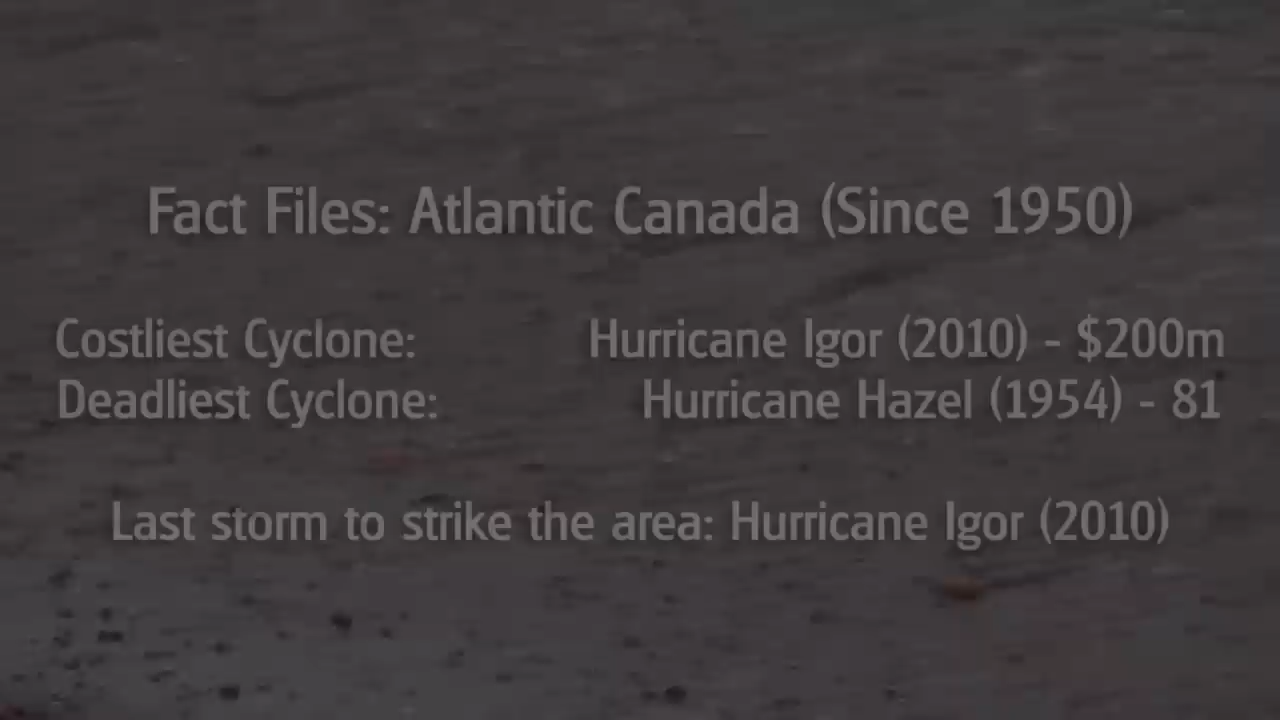 Fact Files: Atlantic Canada (Since 1950)
Costliest Cyclone: Hurricane Igor (2010) - $200m
Deadliest Cyclone: Hurricane Hazel (1954) - 81
Last storm to strike the area: Hurricane Igor (2010)